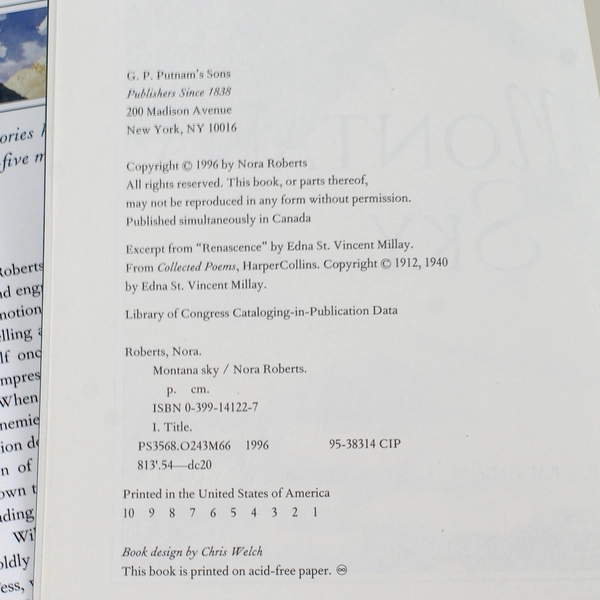 G. P. Putnam's Sons
Publishers Since 1838
200 Madison Avenue
New York, NY 10016
Copyright © 1996 by Nora Roberts
All rights reserved. This book, or parts thereof,
may not be reproduced in any form without permission.
Published simultaneously in Canada
Excerpt from “Renascence” by Edna St. Vincent Millay.
From Collected Poems, HarperCollins. Copyright © 1912, 1940
by Edna St. Vincent Millay.
Library of Congress Cataloging-in-Publication Data
Roberts, Nora.
Montana sky / Nora Roberts.
p. cm.
ISBN 0-399-14122-7
I. Title.
PS3568.O243M66 1996 95-38314 CIP
813'.54—dc20
Printed in the United States of America
10 9 8 7 6 5 4 3 2 1
Book design by Chris Welch
This book is printed on acid-free paper. ♾